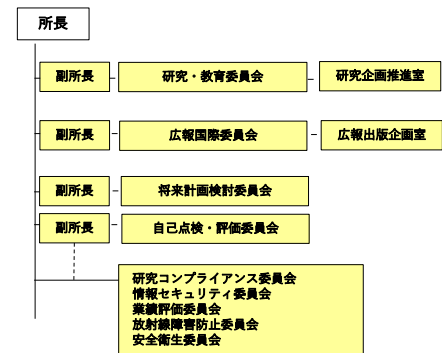 所長
副所長 研究・教育委員会 研究企画推進室
副所長 広報国際委員会 広報出版企画室
副所長 将来計画検討委員会
副所長 自己点検・評価委員会
研究コンプライアンス委員会
情報セキュリティ委員会
業績評価委員会
放射線障害防止委員会
安全衛生委員会